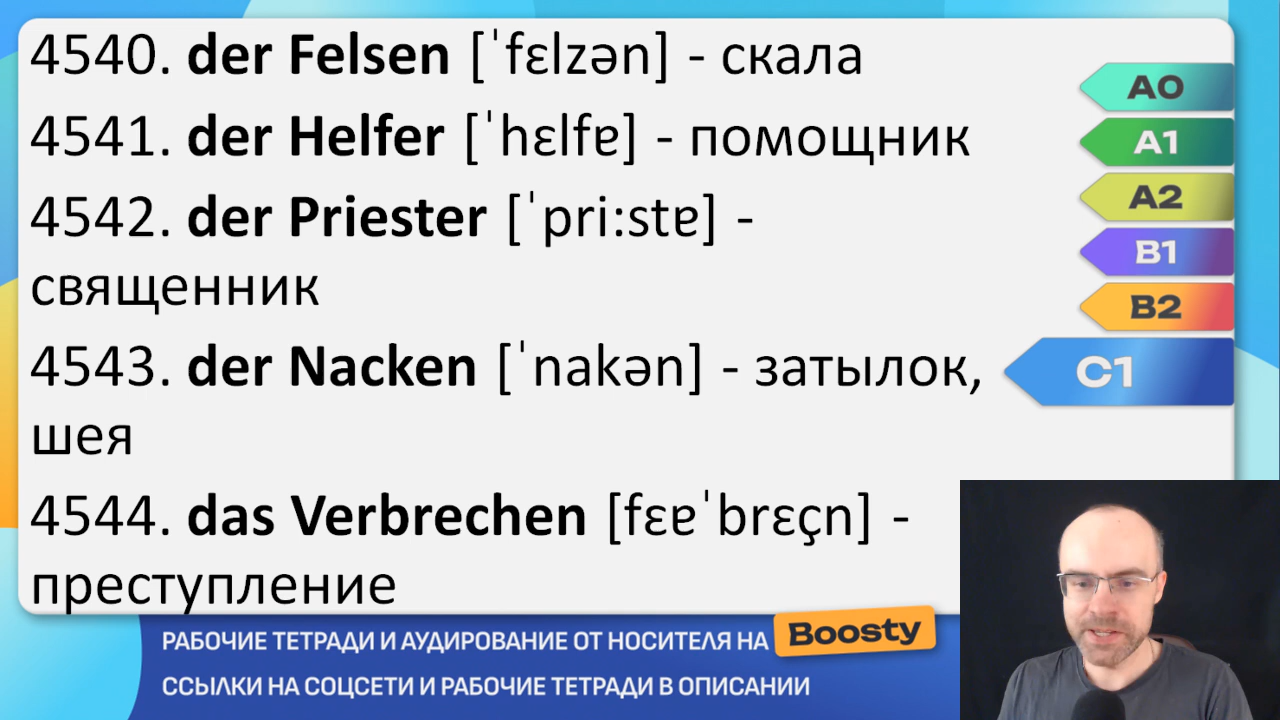 4540. der Felsen [ˈfɛlzən] - скала
4541. der Helfer [ˈhɛlfɐ] - помощник
4542. der Priester [ˈpri:stɐ] -
священник
4543. der Nacken [ˈnakən] - затылок,
шея
4544. das Verbrechen [fɛɐˈbrɛçn] -
преступление
A0
A1
A2
B1
B2
C1
РАБОЧИЕ ТЕТРАДИ И АУДИРОВАНИЕ ОТ НОСИТЕЛЯ НА Boosty
ССЫЛКИ НА СОЦСЕТИ И РАБОЧИЕ ТЕТРАДИ В ОПИСАНИИ